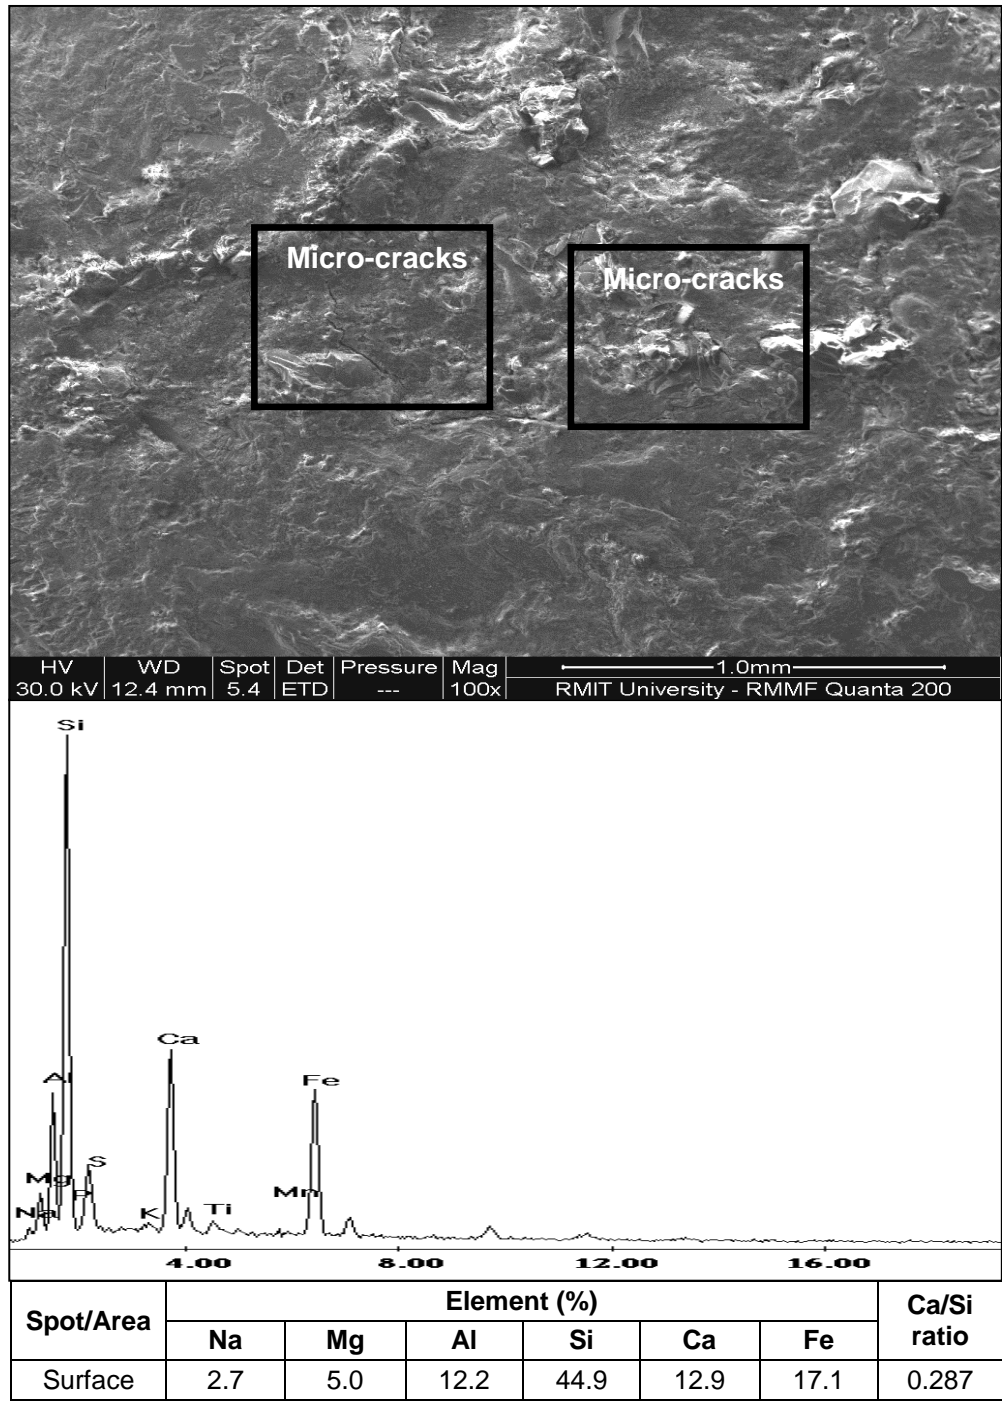 Micro-cracks
Micro-cracks
HV WD Spot Det Pressure Mag 1.0mm
30.0 kV 12.4 mm 5.4 ETD --- 100x RMIT University - RMMF Quanta 200
Si
Ca
Al
Fe
S
Mg
P
Mn
Na
K
Ti
4.00 8.00 12.00 16.00
Spot/Area Element (%) Ca/Si ratio
Na Mg Al Si Ca Fe
Surface 2.7 5.0 12.2 44.9 12.9 17.1 0.287